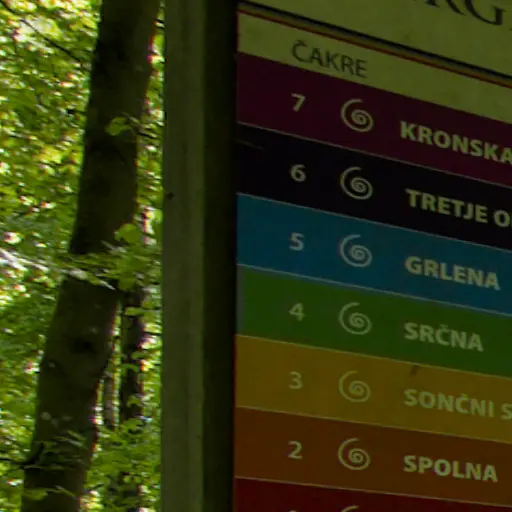 ČAKRE
7 KRONSKA
6 TRETJE O
5 GRLENA
4 SRČNA
3 SONČNI S
2 SPOLNA